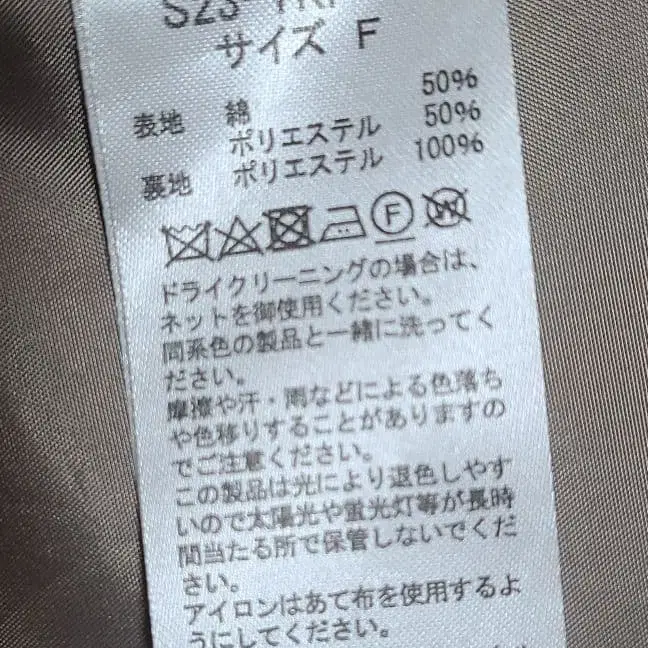 サイズ F
表地 綿 50%
ポリエステル 50%
裏地 ポリエステル 100%
F W
ドライクリーニングの場合は、
ネットを御使用ください。
同系色の製品と一緒に洗ってく
ださい。
摩擦や汗・雨などによる色落ち
や色移りすることがありますの
でご注意ください。
この製品は光により退色しやす
いので太陽光や蛍光灯等が長時
間当たる所で保管しないでくだ
さい。
アイロンはあて布を使用するよ
うにしてください。